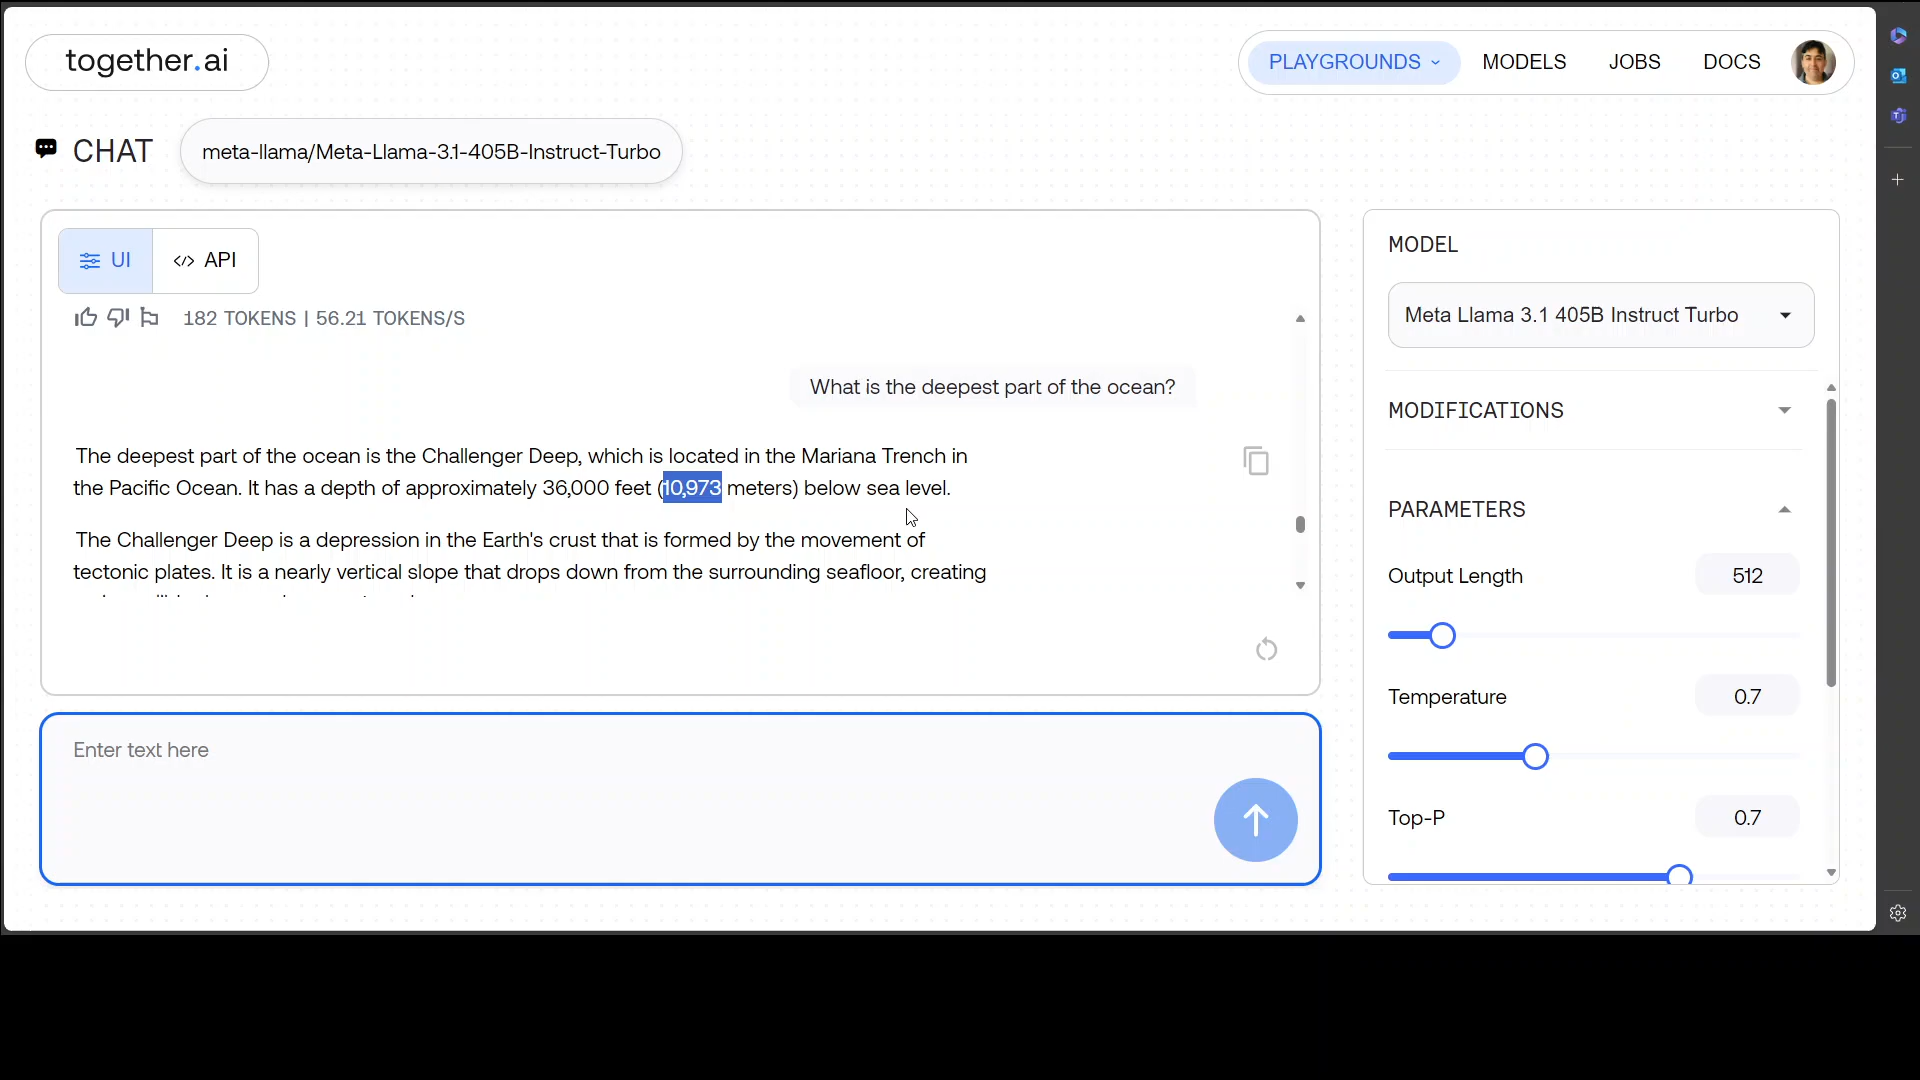 together.ai
PLAYGROUNDS
MODELS
JOBS
DOCS
CHAT
meta-llama/Meta-Llama-3.1-405B-Instruct-Turbo
UI
API
182 TOKENS | 56.21 TOKENS/S
What is the deepest part of the ocean?
The deepest part of the ocean is the Challenger Deep, which is located in the Mariana Trench in
the Pacific Ocean. It has a depth of approximately 36,000 feet (10,973 meters) below sea level.
The Challenger Deep is a depression in the Earth's crust that is formed by the movement of
tectonic plates. It is a nearly vertical slope that drops down from the surrounding seafloor, creating
Enter text here
MODEL
Meta Llama 3.1 405B Instruct Turbo
MODIFICATIONS
PARAMETERS
Output Length
512
Temperature
0.7
Top-P
0.7